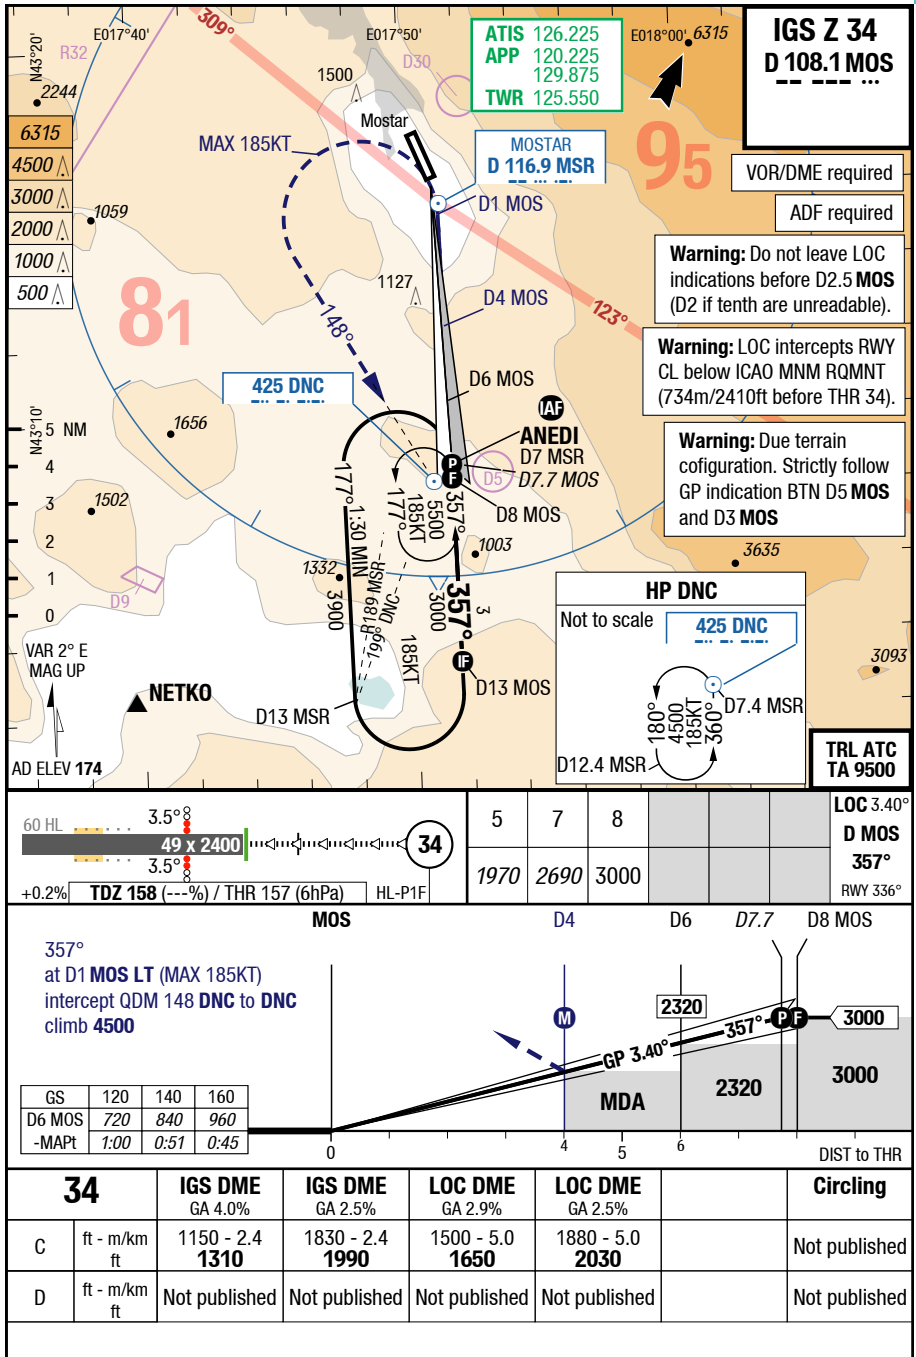 IGS Z 34
D 108.1 MOS
ATIS 126.225
APP 120.225
129.875
TWR 125.550
E017°40'
E017°50'
E018°00'
6315
N43°20'
R32
309°
D30
2244
1500
Mostar
MAX 185KT
MOSTAR
D 116.9 MSR
95
VOR/DME required
ADF required
6315
4500
3000
2000
1000
500
1059
D1 MOS
Warning: Do not leave LOC
indications before D2.5 MOS
(D2 if tenth are unreadable).
81
1127
D4 MOS
123°
148°
Warning: LOC intercepts RWY
CL below ICAO MNM RQMNT
(734m/2410ft before THR 34).
425 DNC
D6 MOS
IAF
ANEDI
D7 MSR
D7.7 MOS
Warning: Due terrain
cofiguration. Strictly follow
GP indication BTN D5 MOS
and D3 MOS
N43°10'
5 NM
4
3
2
1
0
1656
1502
P
F
D5
D8 MOS
177°
1:30 MIN
3900
177°
185KT
5500
357°
1003
3635
1332
D9
R189 MSR
199° DNC
3000
357°
3
185KT
HP DNC
Not to scale
425 DNC
D7.4 MSR
180°
4500
185KT
360°
D12.4 MSR
3093
VAR 2° E
MAG UP
NETKO
IF
D13 MOS
D13 MSR
AD ELEV 174
TRL ATC
TA 9500
60 HL
3.5°
49 x 2400
3.5°
34
+0.2%
TDZ 158 (---%) / THR 157 (6hPa)
HL-P1F
5 7 8
1970 2690 3000
LOC 3.40°
D MOS
357°
RWY 336°
MOS
D4
D6
D7.7
D8 MOS
357°
at D1 MOS LT (MAX 185KT)
intercept QDM 148 DNC to DNC
climb 4500
M
2320
GP 3.40°
357°
P
F
3000
MDA
2320
3000
GS 120 140 160
D6 MOS 720 840 960
-MAPt 1:00 0:51 0:45
0
4
5
6
DIST to THR
34
IGS DME
GA 4.0%
IGS DME
GA 2.5%
LOC DME
GA 2.9%
LOC DME
GA 2.5%
Circling
C
ft - m/km
ft
1150 - 2.4
1310
1830 - 2.4
1990
1500 - 5.0
1650
1880 - 5.0
2030
Not published
D
ft - m/km
ft
Not published
Not published
Not published
Not published
Not published